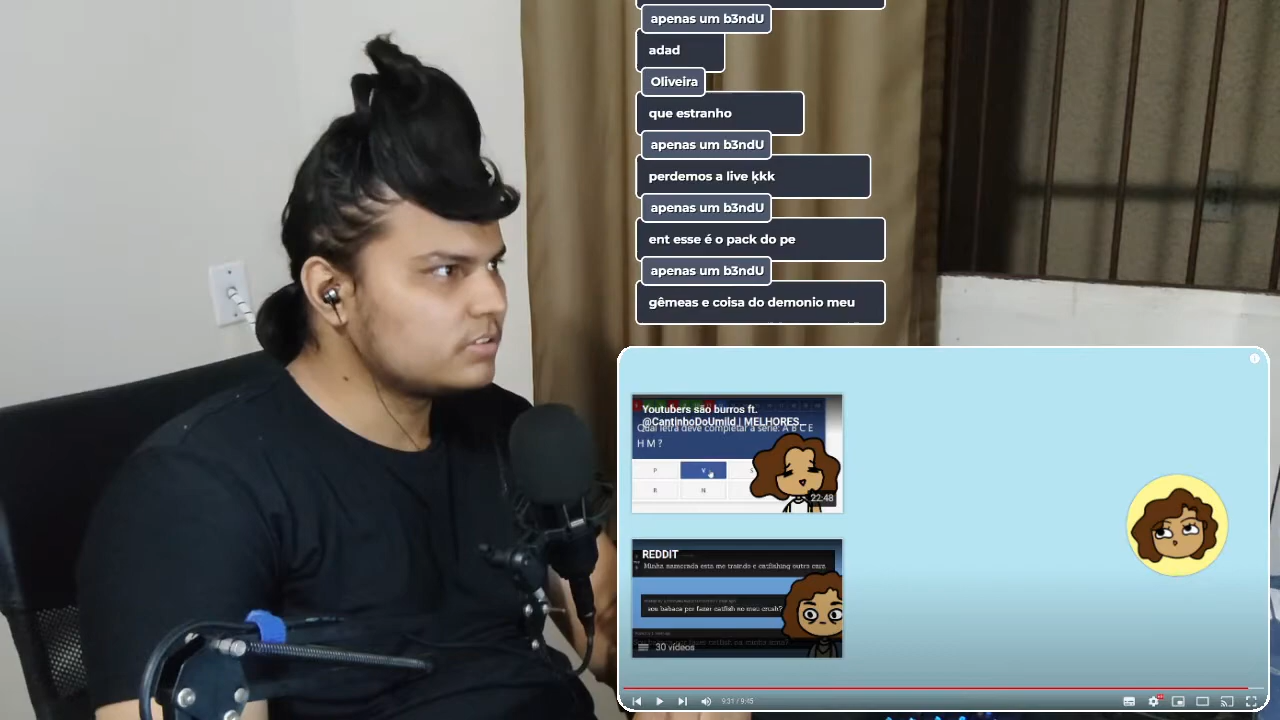 apenas um b3ndU
adad
Oliveira
que estranho
apenas um b3ndU
perdemos a live kkk
apenas um b3ndU
ent esse é o pack do pe
apenas um b3ndU
gêmeas e coisa do demonio meu
Youtubers são burros ft.
@CantinhoDoUmild | MELHORES...
Qual letra deve completar a série: A B C E
H M ?
P
V
S
R
N
22:48
REDDIT
Minha namorada esta me traindo e catfishing outro cara
sou babaca por fazer catfish no meu crush?
30 vídeos
9:31 / 9:45